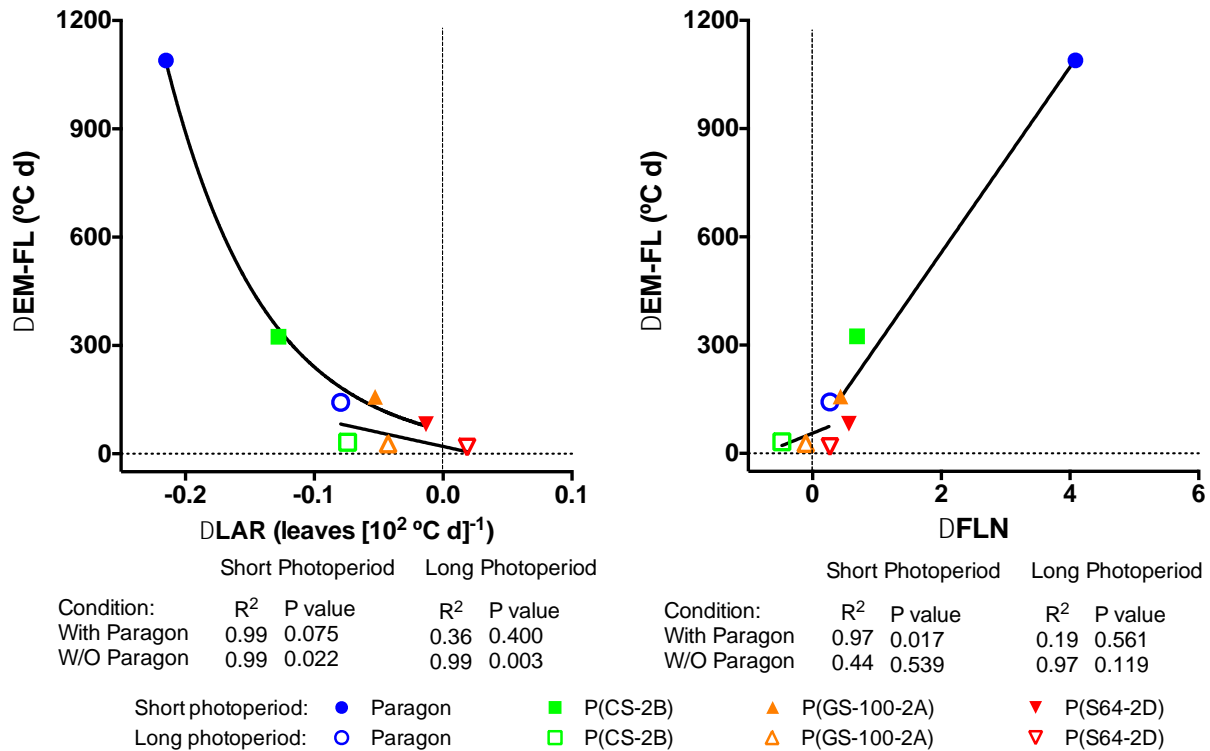 1200
900
600
300
0
DEM-FL (ºC d)
-0.2 -0.1 0.0 0.1
DLAR (leaves [10² ºC d]⁻¹)
1200
900
600
300
0
DEM-FL (ºC d)
0 2 4 6
DFLN
Short Photoperiod Long Photoperiod
Condition: R² P value R² P value
With Paragon 0.99 0.075 0.36 0.400
W/O Paragon 0.99 0.022 0.99 0.003
Short Photoperiod Long Photoperiod
Condition: R² P value R² P value
With Paragon 0.97 0.017 0.19 0.561
W/O Paragon 0.44 0.539 0.97 0.119
Short photoperiod: Paragon P(CS-2B) P(GS-100-2A) P(S64-2D)
Long photoperiod: Paragon P(CS-2B) P(GS-100-2A) P(S64-2D)